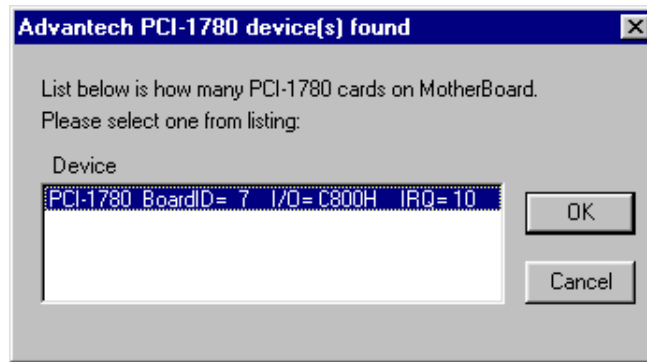 Advantech PCI-1780 device(s) found
List below is how many PCI-1780 cards on MotherBoard.
Please select one from listing:
Device
PCI-1780 BoardID= 7 I/O= C800H IRQ= 10
OK
Cancel